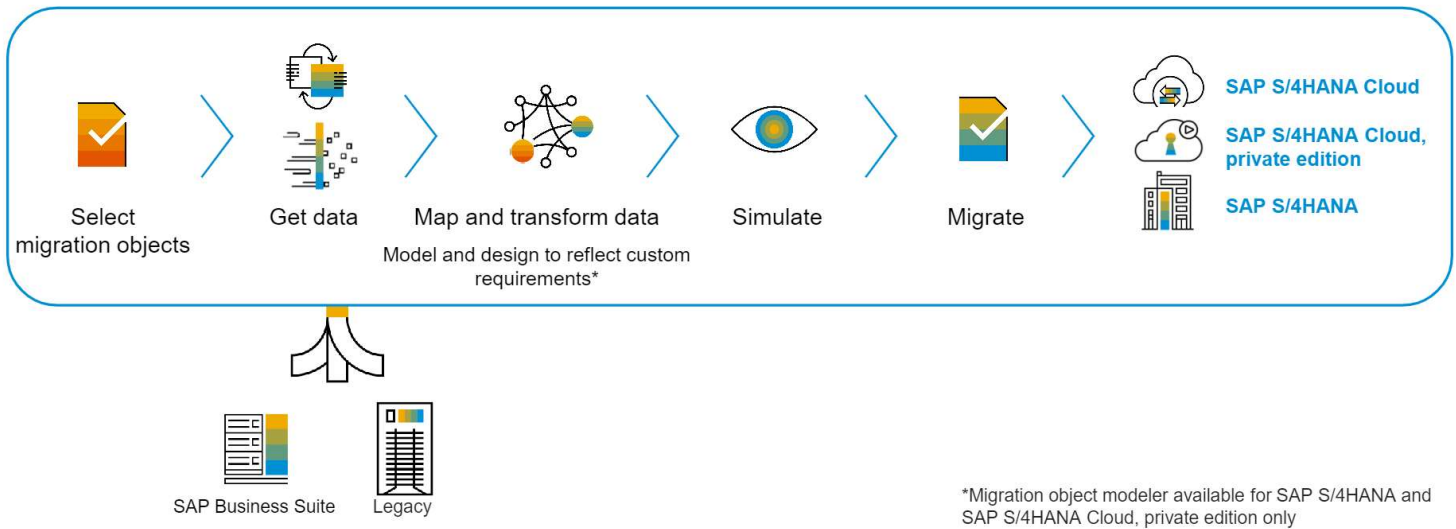 Select
migration objects
Get data
Map and transform data
Model and design to reflect custom
requirements*
Simulate
Migrate
SAP S/4HANA Cloud
SAP S/4HANA Cloud,
private edition
SAP S/4HANA
SAP Business Suite
Legacy
*Migration object modeler available for SAP S/4HANA and
SAP S/4HANA Cloud, private edition only